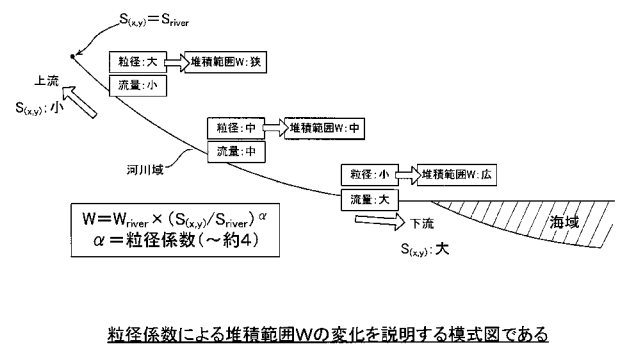 S(x,y)＝Sriver
粒径：大
堆積範囲W：狭
流量：小
上流
S(x,y)：小
粒径：中
堆積範囲W：中
流量：中
河川域
粒径：小
堆積範囲W：広
流量：大
下流
S(x,y)：大
海域
W＝Wriver×(S(x,y)/Sriver)α
α＝粒径係数(～約4)
粒径係数による堆積範囲Wの変化を説明する模式図である